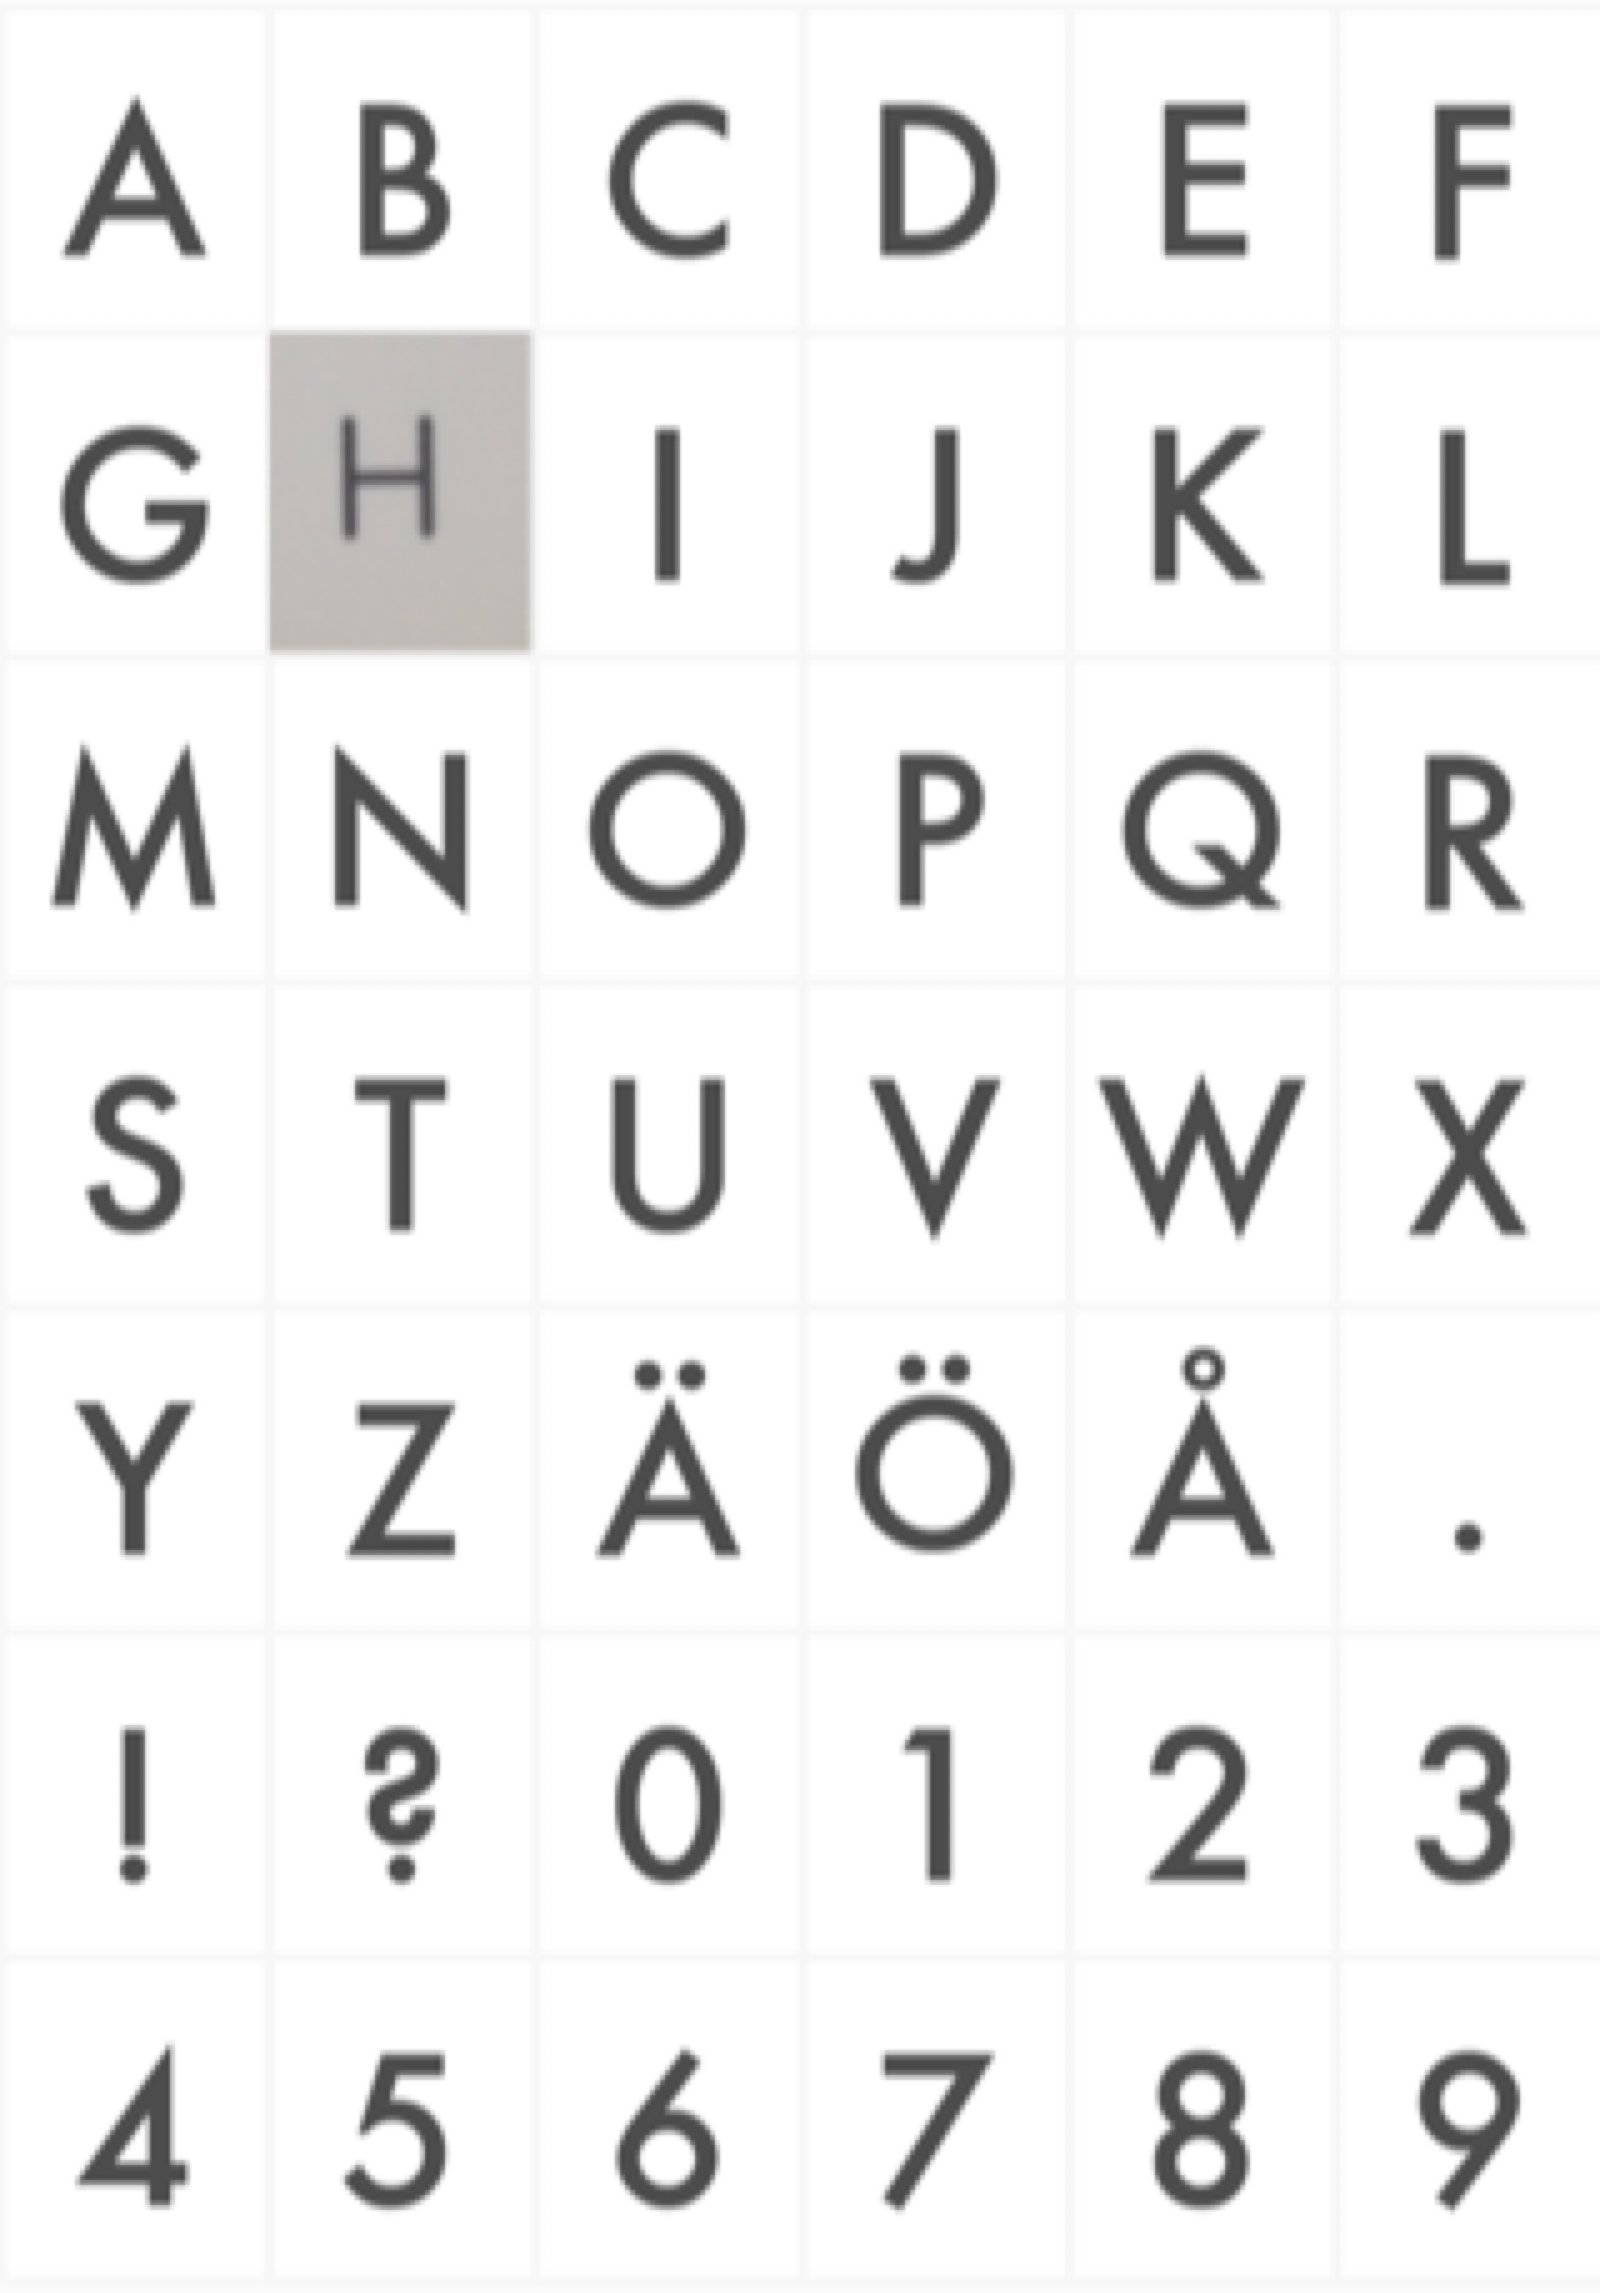 A B C D E F
G H I J K L
M N O P Q R
S T U V W X
Y Z Ä Ö Å .
! ? 0 1 2 3
4 5 6 7 8 9